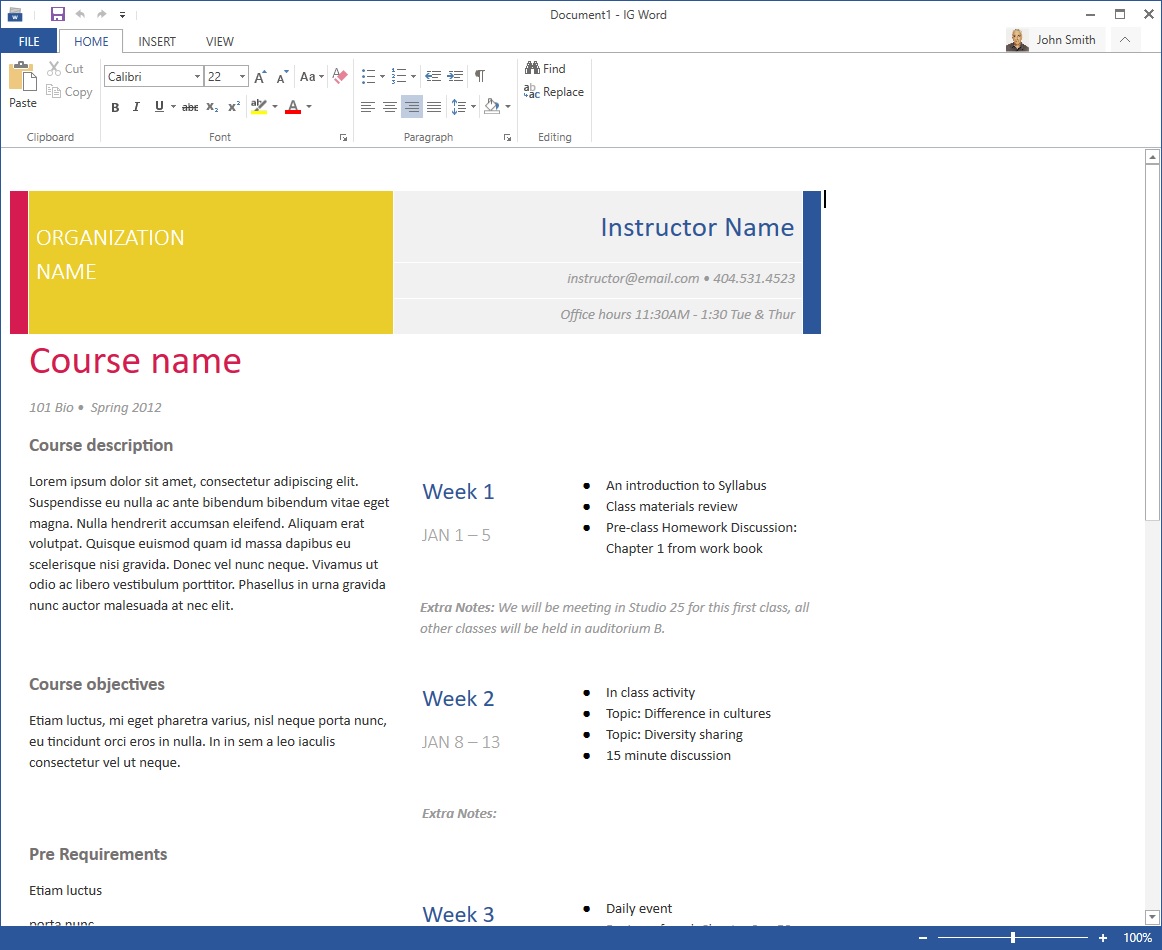 Document1 - IG Word
FILE HOME INSERT VIEW
John Smith
Calibri 22
Aa
Cut
Copy
Paste
B I U abc X₂ X²
A
Find
Replace
Clipboard Font Paragraph Editing
ORGANIZATION
NAME
Instructor Name
instructor@email.com • 404.531.4523
Office hours 11:30AM - 1:30 Tue & Thur
Course name
101 Bio • Spring 2012
Course description
Lorem ipsum dolor sit amet, consectetur adipiscing elit.
Suspendisse eu nulla ac ante bibendum bibendum vitae eget
magna. Nulla hendrerit accumsan eleifend. Aliquam erat
volutpat. Quisque euismod quam id massa dapibus eu
scelerisque nisi gravida. Donec vel nunc neque. Vivamus ut
odio ac libero vestibulum porttitor. Phasellus in urna gravida
nunc auctor malesuada at nec elit.
Week 1
JAN 1 – 5
● An introduction to Syllabus
● Class materials review
● Pre-class Homework Discussion:
Chapter 1 from work book
Extra Notes: We will be meeting in Studio 25 for this first class, all
other classes will be held in auditorium B.
Course objectives
Etiam luctus, mi eget pharetra varius, nisl neque porta nunc,
eu tincidunt orci eros in nulla. In in sem a leo iaculis
consectetur vel ut neque.
Week 2
JAN 8 – 13
● In class activity
● Topic: Difference in cultures
● Topic: Diversity sharing
● 15 minute discussion
Extra Notes:
Pre Requirements
Etiam luctus
porta nunc
Week 3
● Daily event
100%